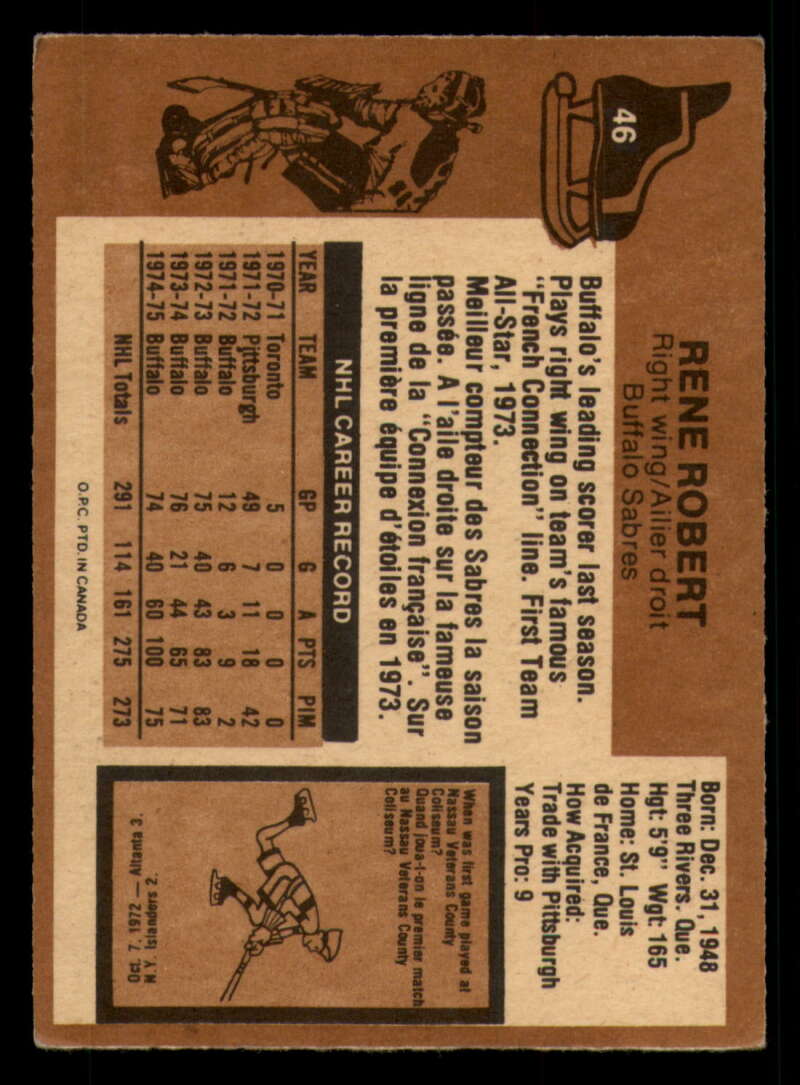 46
RENE ROBERT
Right wing/Ailier droit
Buffalo Sabres
Born: Dec. 31, 1948
Three Rivers. Que.
Hgt: 5'9" Wgt: 165
Home: St. Louis
de France, Que.
How Acquired:
Trade with Pittsburgh
Years Pro: 9
Buffalo's leading scorer last season.
Plays right wing on team's famous
"French Connection" line. First Team
All-Star, 1973.
Meilleur compteur des Sabres la saison
passée. A l'aile droite sur la fameuse
ligne de la "Connexion française". Sur
la première équipe d'étoiles en 1973.
NHL CAREER RECORD
YEAR TEAM GP G A PTS PIM
1970-71 Toronto 5 0 0 0 0
1971-72 Pittsburgh 49 7 11 18 42
1971-72 Buffalo 12 6 3 9 2
1972-73 Buffalo 75 40 43 83 83
1973-74 Buffalo 76 21 44 65 71
1974-75 Buffalo 74 40 60 100 75
NHL Totals 291 114 161 275 273
O.P.C. PTD. IN CANADA
When was first game played at
Nassau Veterans County
Coliseum?
Quand joua-t-on le premier match
au Nassau Veterans County
Coliseum?
Oct. 7, 1972 — Atlanta 3.
N.Y. Islanders 2.